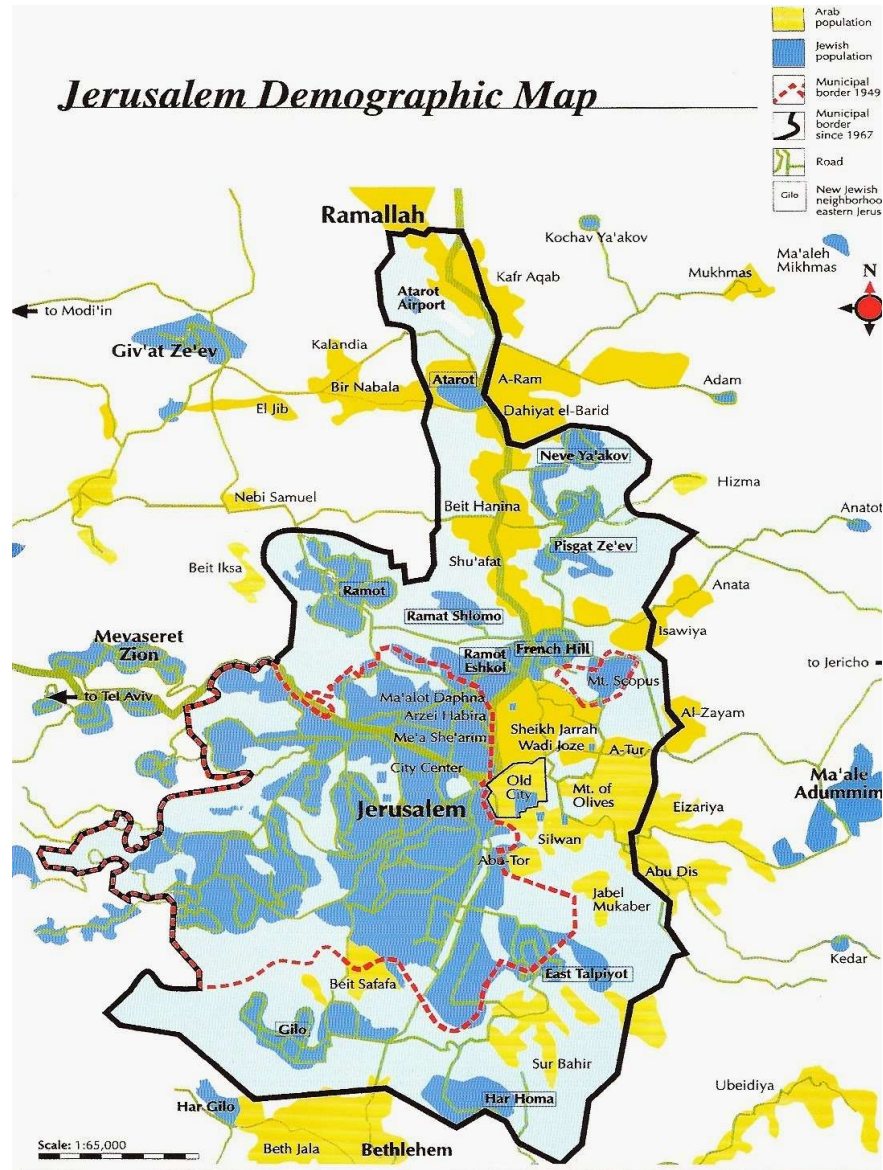 Jerusalem Demographic Map
Arab
population
Jewish
population
Municipal
border 1949
Municipal
border
since 1967
Road
Gilo
New Jewish
neighborhoo
eastern Jerus
N
Ramallah
Kochav Ya'akov
Ma'aleh
Mikhmas
Mukhmas
Kafr Aqab
Atarot
Airport
to Modi'in
Giv'at Ze'ev
Kalandia
Bir Nabala
Atarot
A-Ram
Adam
El Jib
Dahiyat el-Barid
Neve Ya'akov
Hizma
Nebi Samuel
Beit Hanina
Anatot
Pisgat Ze'ev
Shu'afat
Beit Iksa
Ramot
Anata
Ramat Shlomo
Isawiya
Mevaseret
Zion
Ramot
Eshkol
French Hill
to Jericho
Mt. Scopus
to Tel Aviv
Ma'alot Daphna
Arzei Habira
Al-Zayam
Me'a She'arim
Sheikh Jarrah
Wadi Joze
A-Tur
City Center
Old
City
Mt. of
Olives
Ma'ale
Adummim
Jerusalem
Eizariya
Silwan
Abu-Tor
Abu Dis
Jabel
Mukaber
Kedar
East Talpiyot
Beit Safafa
Gilo
Sur Bahir
Ubeidiya
Har Gilo
Har Homa
Scale: 1:65,000
Beth Jala
Bethlehem